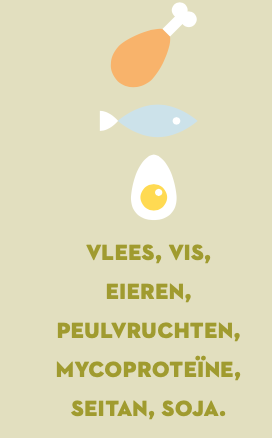 VLEES, VIS,
EIEREN,
PEULVRUCHTEN,
MYCOPROTEÏNE,
SEITAN, SOJA.